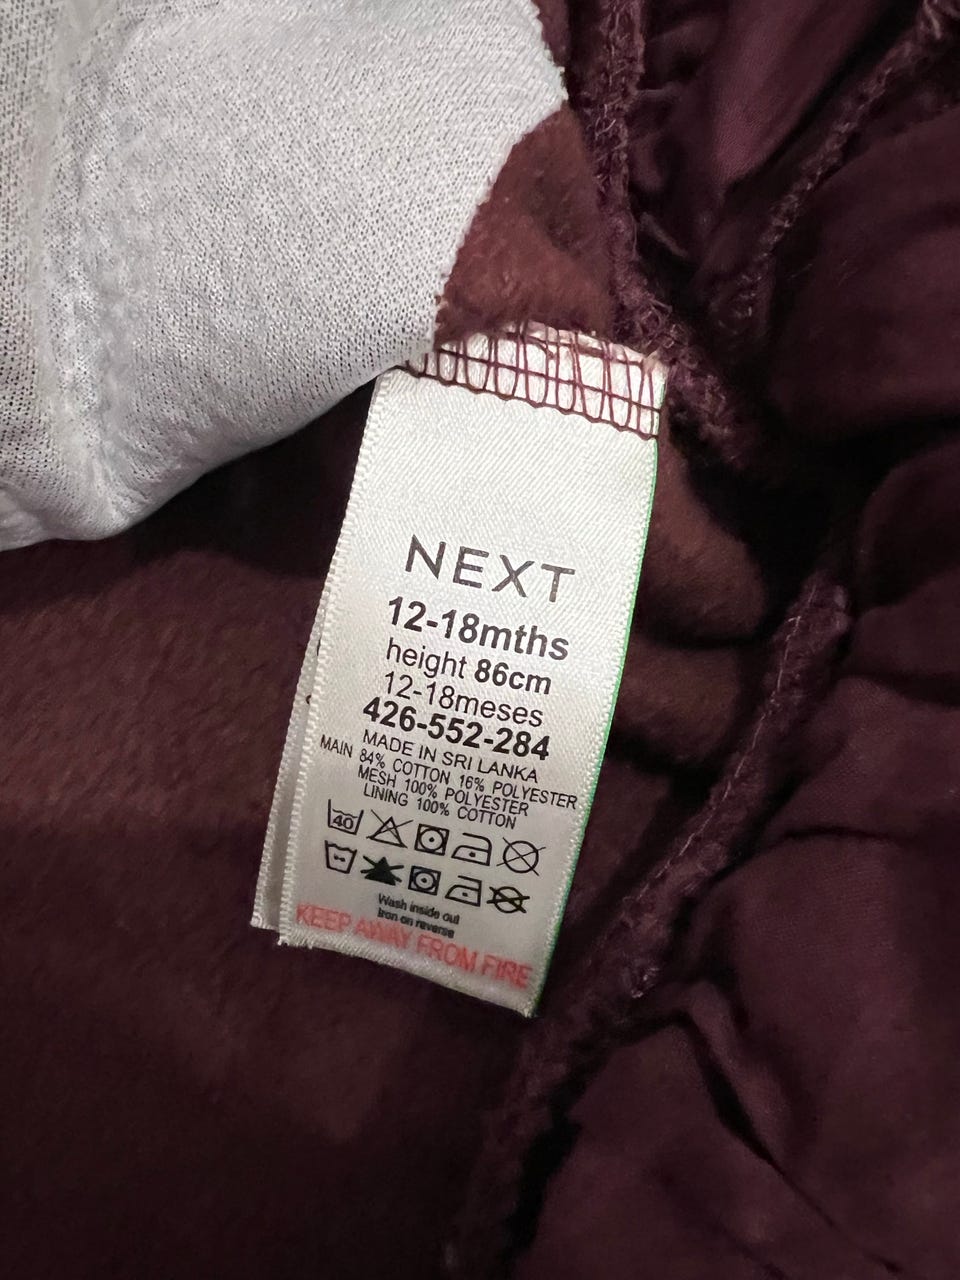 NEXT
12-18mths
height 86cm
12-18meses
426-552-284
MADE IN SRI LANKA
MAIN 84% COTTON 16% POLYESTER
MESH 100% POLYESTER
LINING 100% COTTON
40
Wash inside out
Iron on reverse
KEEP AWAY FROM FIRE